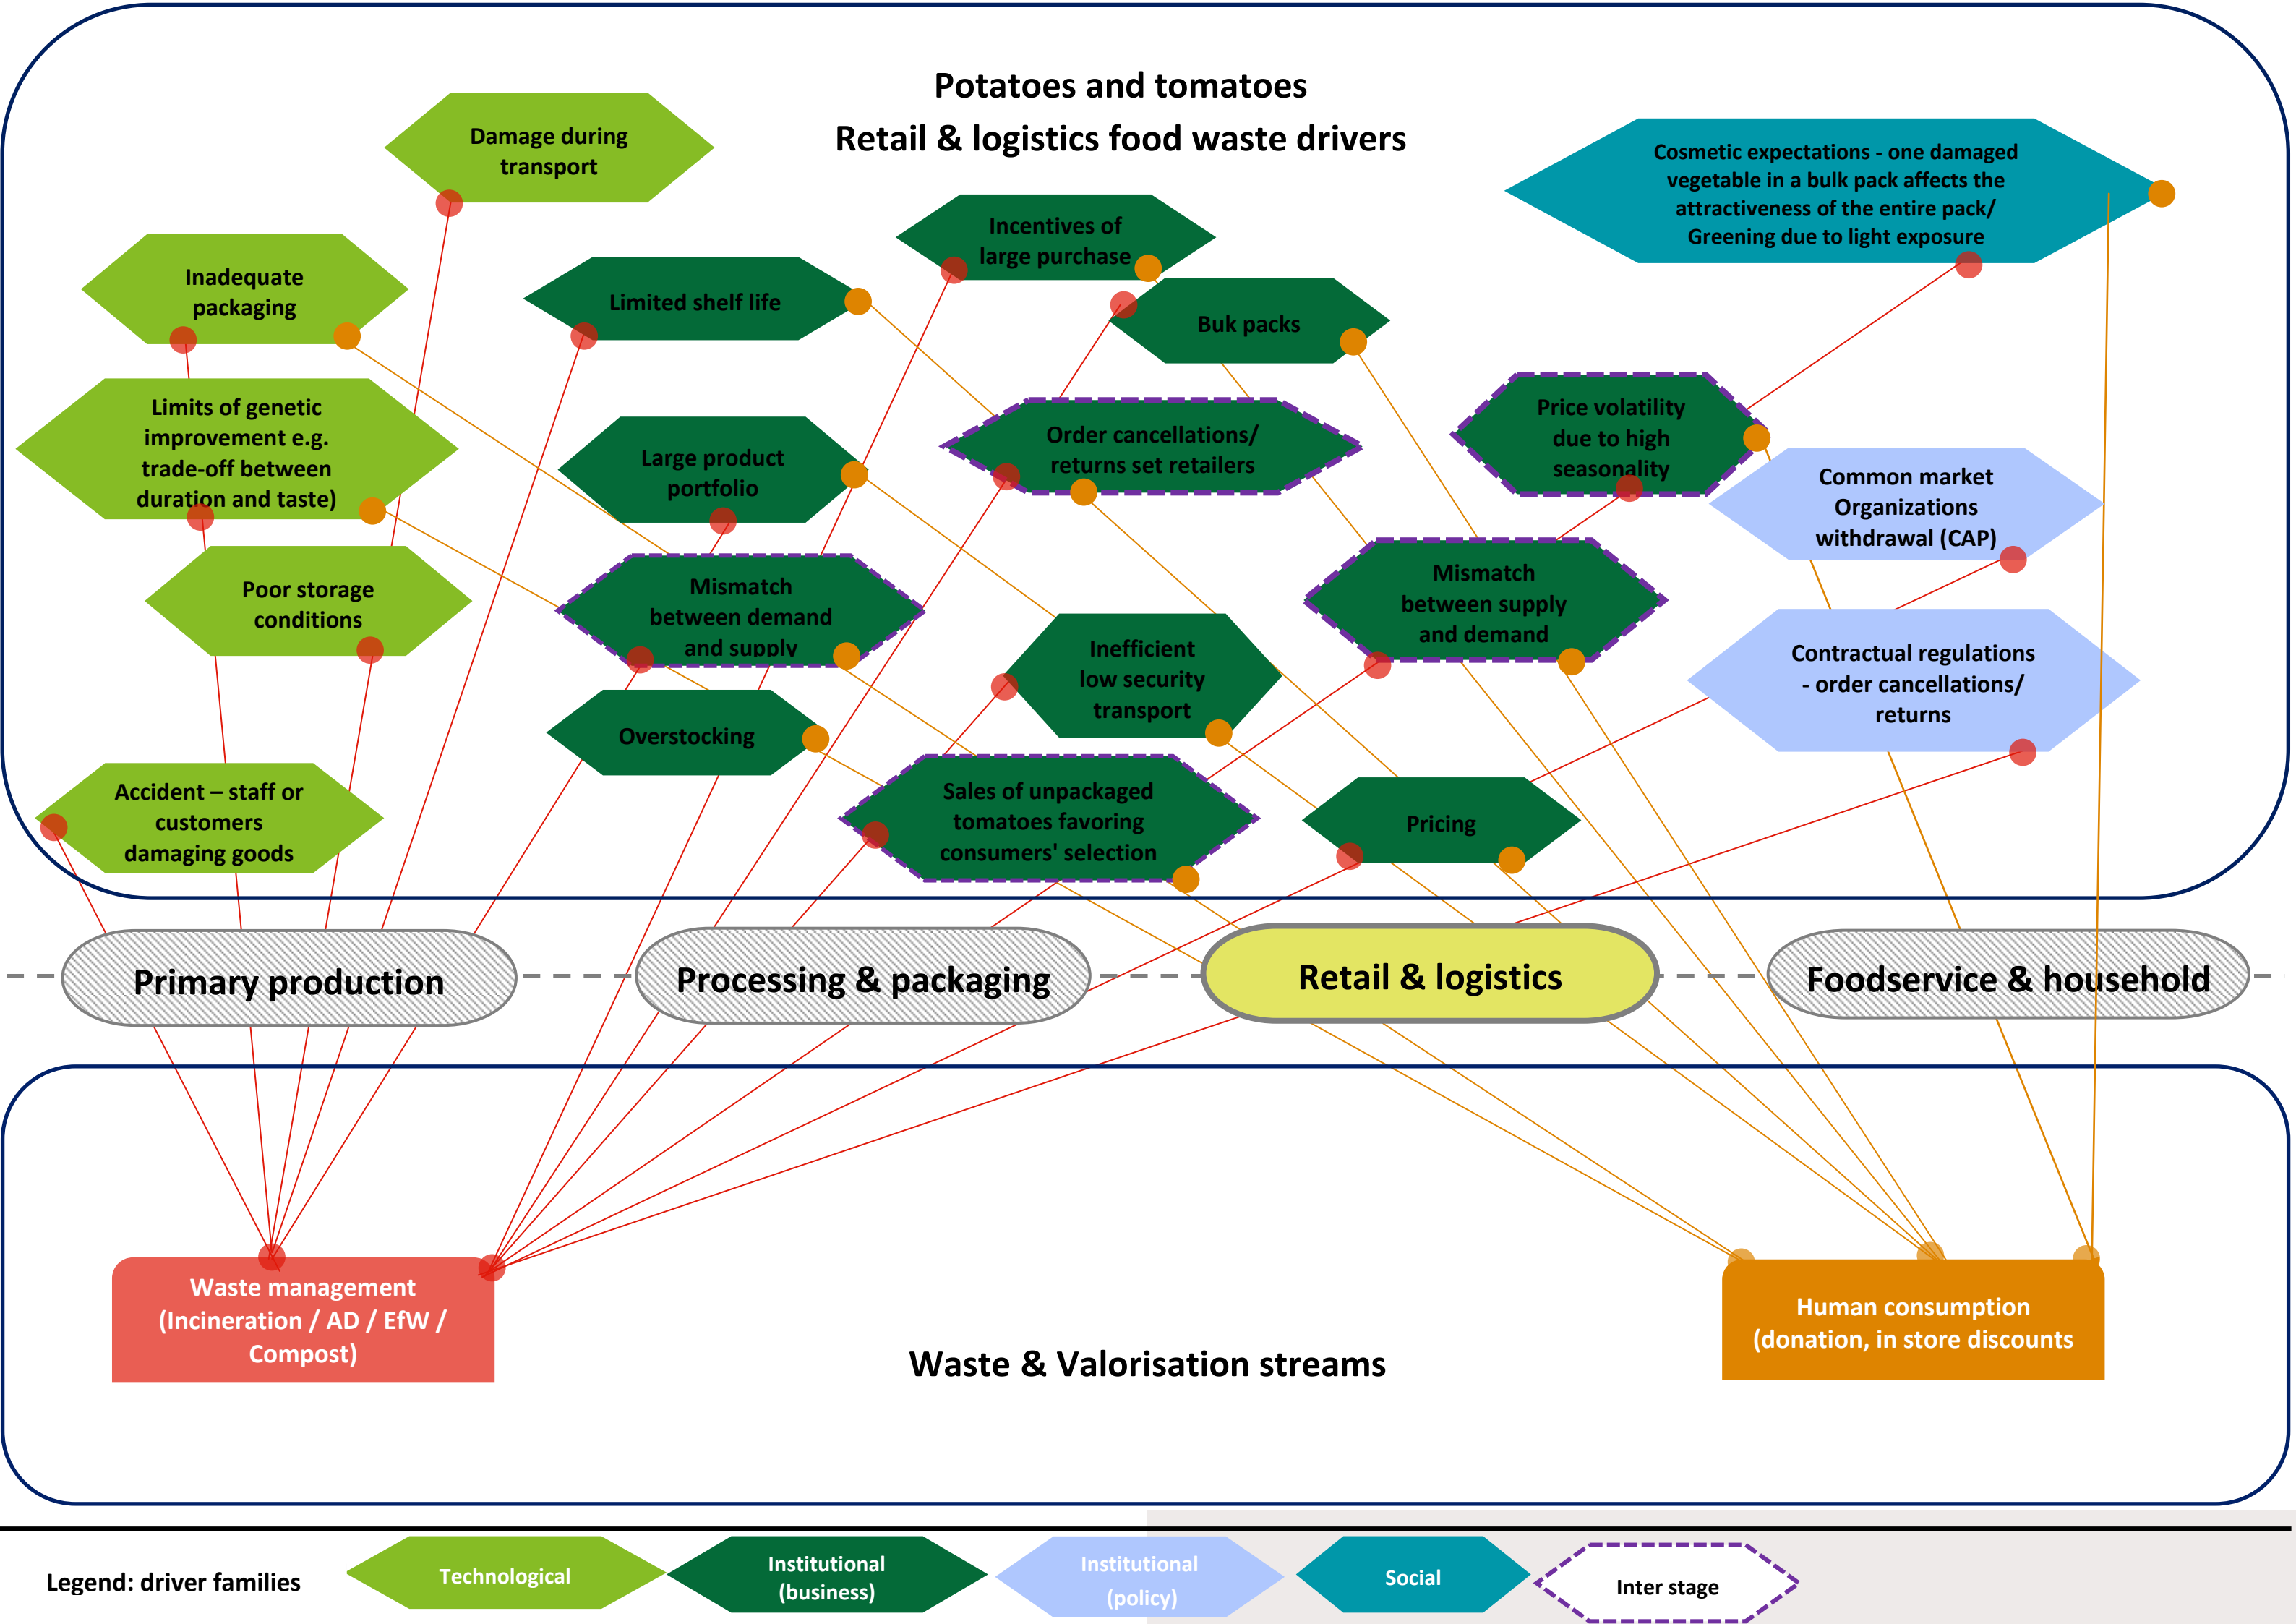 Potatoes and tomatoes
Retail & logistics food waste drivers
Damage during
transport
Cosmetic expectations - one damaged
vegetable in a bulk pack affects the
attractiveness of the entire pack/
Greening due to light exposure
Incentives of
large purchase
Inadequate
packaging
Limited shelf life
Buk packs
Limits of genetic
improvement e.g.
trade-off between
duration and taste)
Large product
portfolio
Order cancellations/
returns set retailers
Price volatility
due to high
seasonality
Common market
Organizations
withdrawal (CAP)
Poor storage
conditions
Mismatch
between demand
and supply
Mismatch
between supply
and demand
Inefficient
low security
transport
Contractual regulations
- order cancellations/
returns
Overstocking
Accident – staff or
customers
damaging goods
Sales of unpackaged
tomatoes favoring
consumers' selection
Pricing
Primary production
Processing & packaging
Retail & logistics
Foodservice & household
Waste management
(Incineration / AD / EfW /
Compost)
Human consumption
(donation, in store discounts
Waste & Valorisation streams
Legend: driver families
Technological
Institutional
(business)
Institutional
(policy)
Social
Inter stage